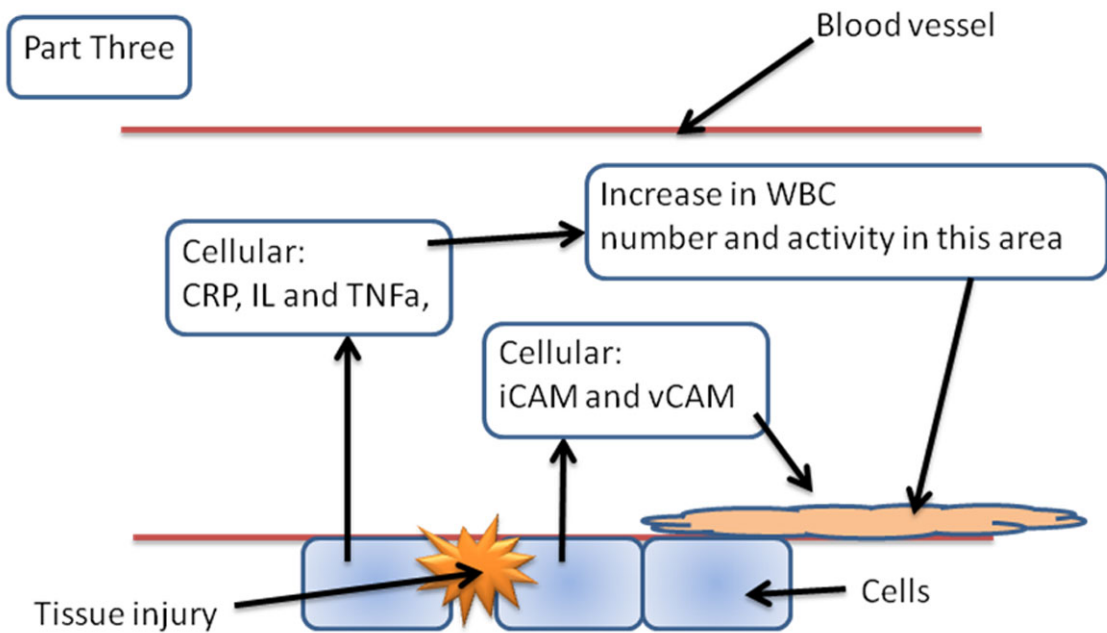 Part Three
Blood vessel
Increase in WBC
number and activity in this area
Cellular:
CRP, IL and TNFa,
Cellular:
iCAM and vCAM
Tissue injury
Cells